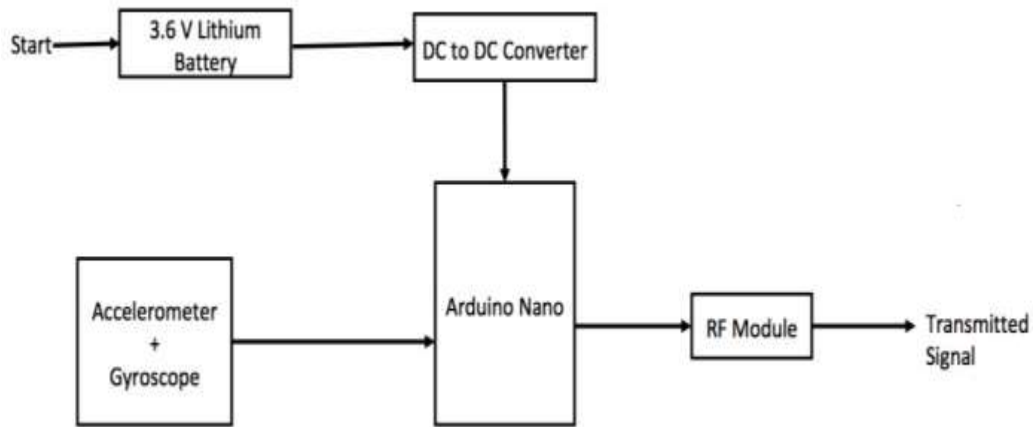 Start
3.6 V Lithium
Battery
DC to DC Converter
Accelerometer
+
Gyroscope
Arduino Nano
RF Module
Transmitted
Signal